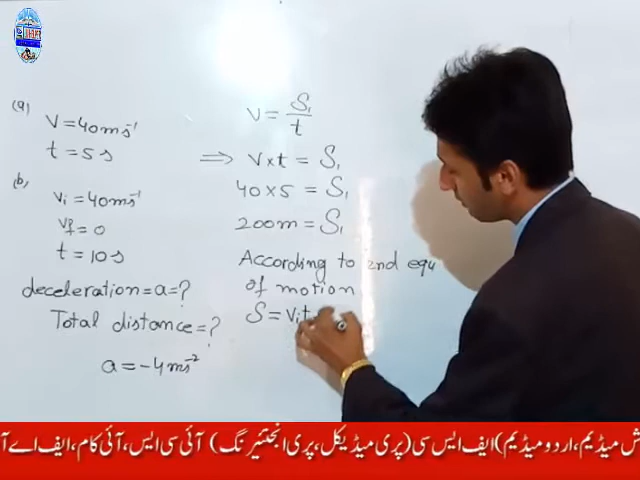 (a)
V=40ms⁻¹
t = 5s
(b)
Vi =40ms⁻¹
Vf = 0
t = 10s
deceleration=a=?
Total distance=?
a = -4ms⁻²
V = S₁/t
⇒ V×t = S₁
40×5 = S₁
200m = S₁
According to 2nd equ
of motion
S = Vit
ش میڈیم،اردو میڈیم) ایف ایس سی (پری میڈیکل، پری انجنئیرنگ) آئی سی ایس، آئی کام، ایف اے آ